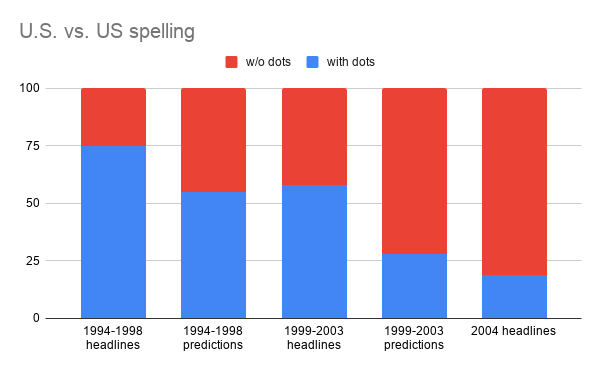 U.S. vs. US spelling
w/o dots with dots
100
75
50
25
0
1994-1998 headlines
1994-1998 predictions
1999-2003 headlines
1999-2003 predictions
2004 headlines